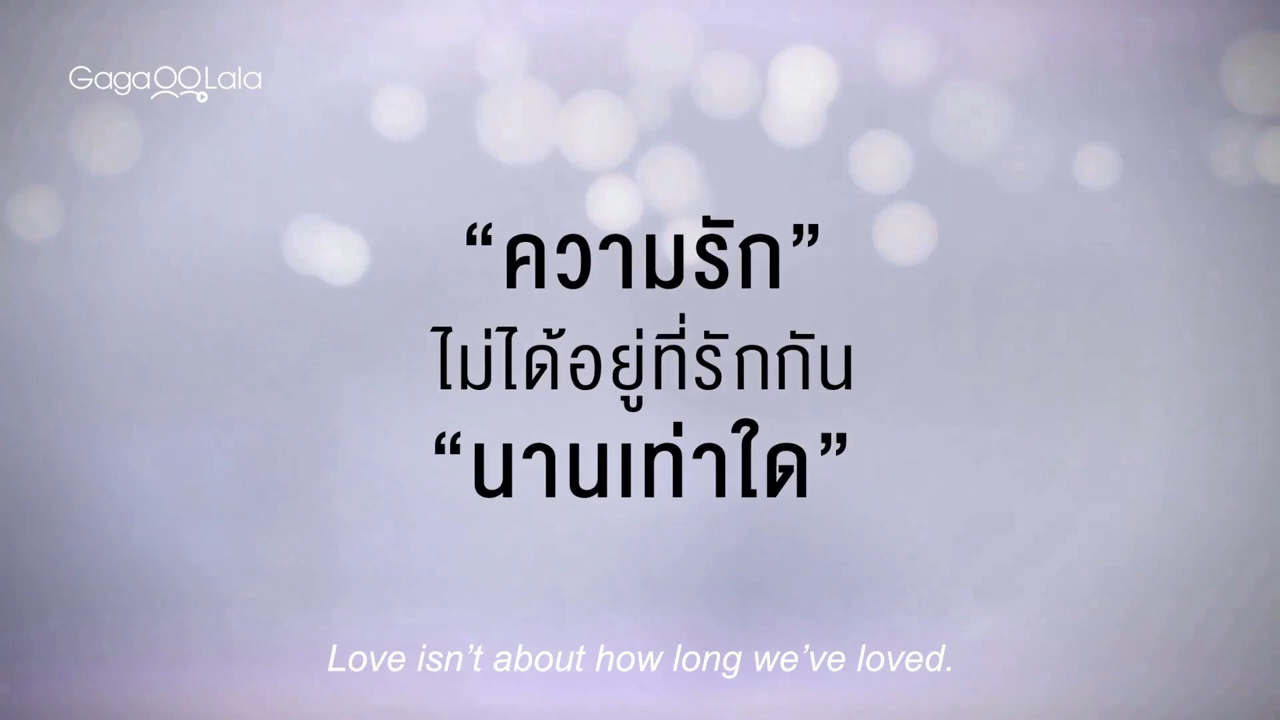 GagaOOLala
“ความรัก”
ไม่ได้อยู่ที่รักกัน
“นานเท่าใด”
Love isn’t about how long we’ve loved.